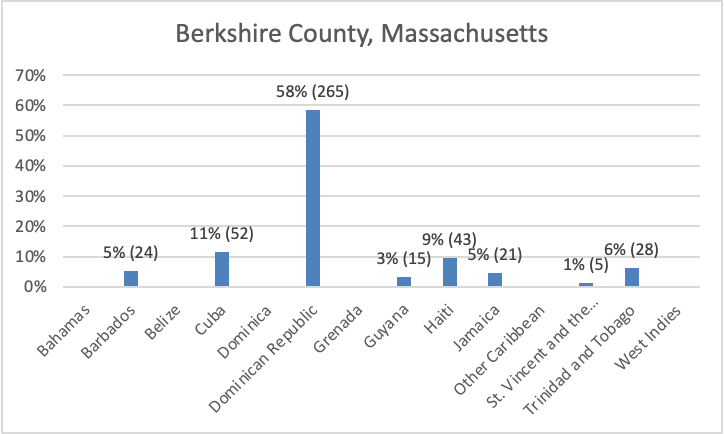 Berkshire County, Massachusetts
70%
60%
50%
40%
30%
20%
10%
0%
58% (265)
5% (24)
11% (52)
3% (15)
9% (43)
5% (21)
1% (5)
6% (28)
Bahamas
Barbados
Belize
Cuba
Dominica
Dominican Republic
Grenada
Guyana
Haiti
Jamaica
Other Caribbean
St. Vincent and the...
Trinidad and Tobago
West Indies